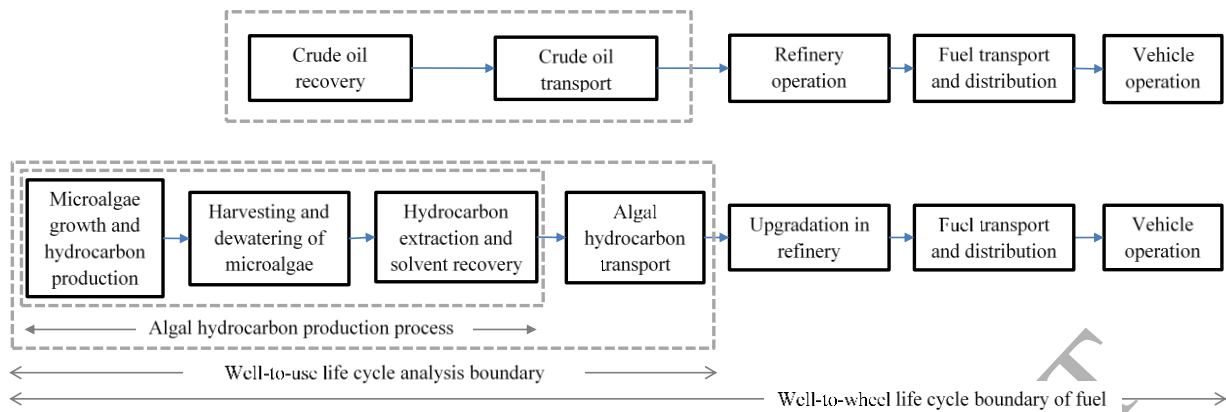 Crude oil
recovery
Crude oil
transport
Refinery
operation
Fuel transport
and distribution
Vehicle
operation
Microalgae
growth and
hydrocarbon
production
Harvesting and
dewatering of
microalgae
Hydrocarbon
extraction and
solvent recovery
Algal
hydrocarbon
transport
Upgradation in
refinery
Fuel transport
and distribution
Vehicle
operation
Algal hydrocarbon production process
Well-to-use life cycle analysis boundary
Well-to-wheel life cycle boundary of fuel